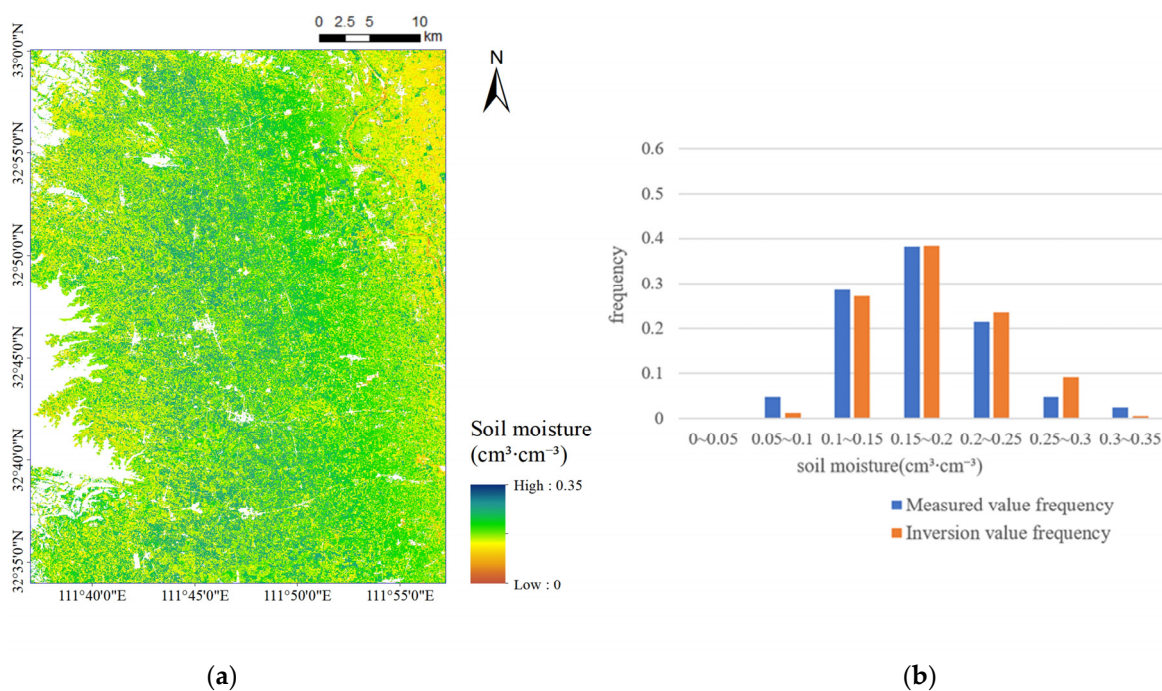 0 2.5 5 10
km
N
33°0'0"N
32°55'0"N
32°50'0"N
32°45'0"N
32°40'0"N
32°35'0"N
111°40'0"E 111°45'0"E 111°50'0"E 111°55'0"E
Soil moisture
(cm³·cm⁻³)
High : 0.35
Low : 0
(a)
0.6
0.5
0.4
0.3
0.2
0.1
0
frequency
0~0.05 0.05~0.1 0.1~0.15 0.15~0.2 0.2~0.25 0.25~0.3 0.3~0.35
soil moisture(cm³·cm⁻³)
Measured value frequency
Inversion value frequency
(b)